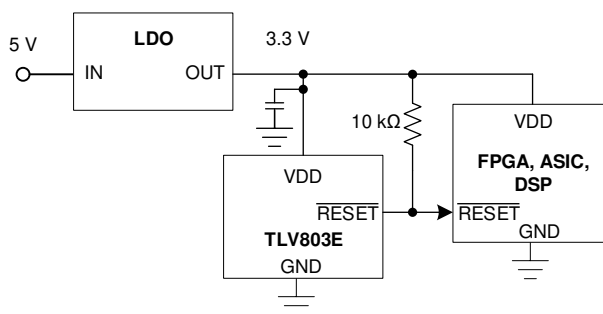 LDO
5 V
3.3 V
IN
OUT
10 kΩ
VDD
FPGA, ASIC,
DSP
VDD
RESET
RESET
TLV803E
GND
GND